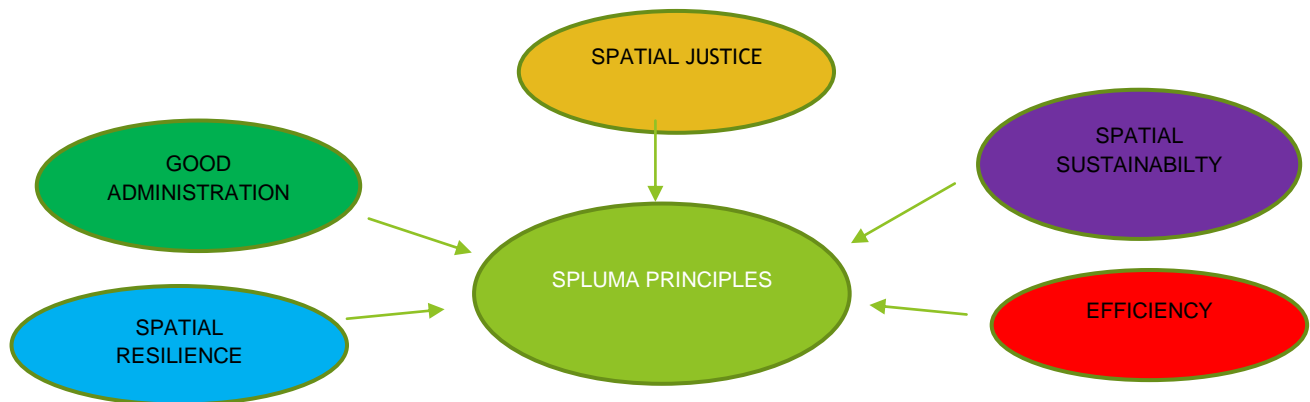 SPATIAL JUSTICE
GOOD
ADMINISTRATION
SPATIAL
SUSTAINABILTY
SPLUMA PRINCIPLES
SPATIAL
RESILIENCE
EFFICIENCY